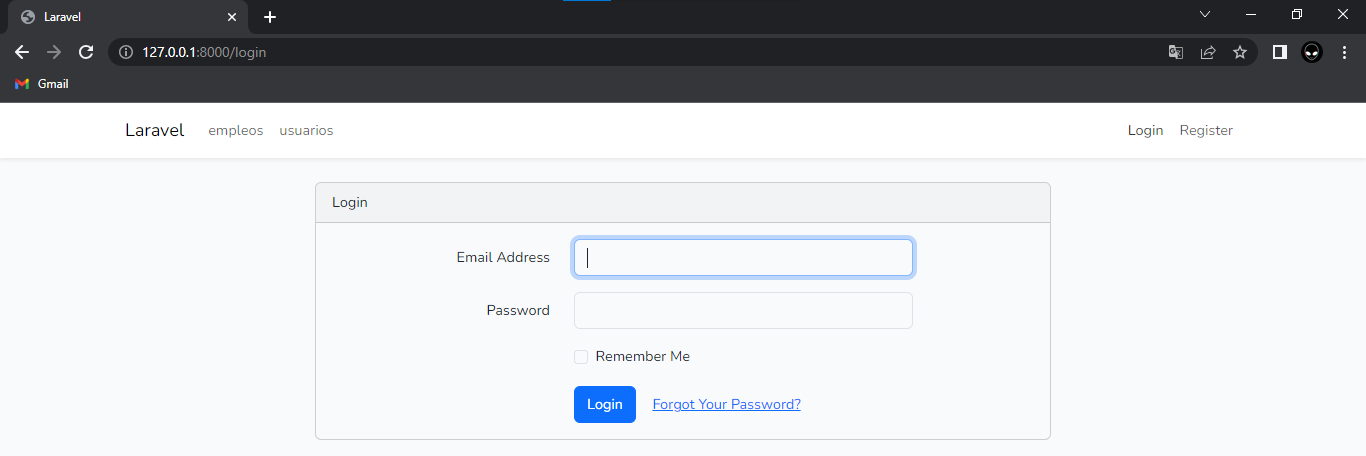 Laravel
127.0.0.1:8000/login
Gmail
Laravel empleos usuarios Login Register
Login
Email Address
Password
Remember Me
Login Forgot Your Password?